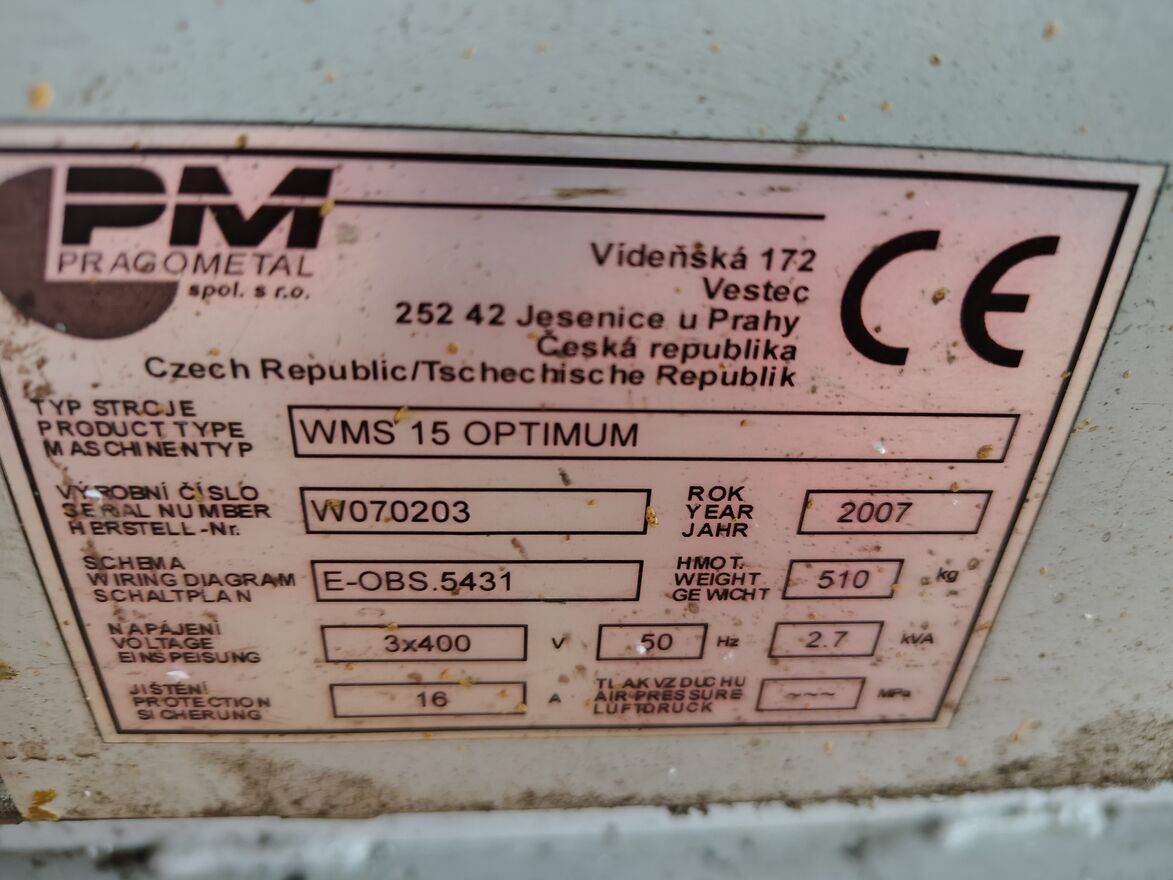 PM
PRAGOMETAL
spol. s r.o.
Vídeňšká 172
Vestec
252 42 Jesenice u Prahy
Česká republika
Czech Republic/Tschechische Republik
CE
TYP STROJE
PRODUCT TYPE
MASCHINENTYP
WMS 15 OPTIMUM
VÝROBNÍ ČÍSLO
SERIAL NUMBER
HERSTELL-Nr.
W070203
ROK
YEAR
JAHR
2007
SCHEMA
WIRING DIAGRAM
SCHALTPLAN
E-OBS.5431
HMOT.
WEIGHT
GEWICHT
510 kg
NAPÁJENÍ
VOLTAGE
EINSPEISUNG
3x400 V 50 Hz 2.7 kVA
JIŠTĚNÍ
PROTECTION
SICHERUNG
16 A
TLAK VZDUCHU
AIR PRESSURE
LUFTDRUCK
~~~ MPa